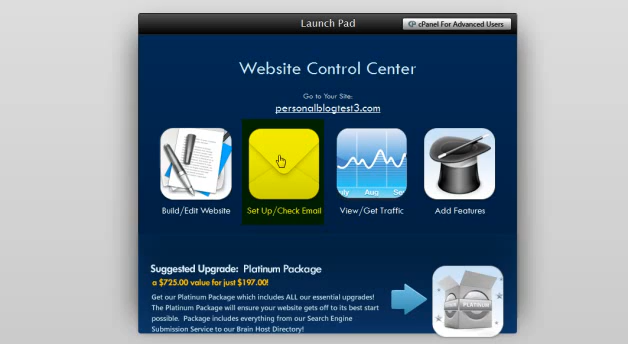 Launch Pad
cPanel For Advanced Users
Website Control Center
Go to Your Site:
personalblogtest3.com
July Aug Se
Build/Edit Website
Set Up/Check Email
View/Get Traffic
Add Features
Suggested Upgrade: Platinum Package
a $725.00 value for just $197.00!
Get our Platinum Package which includes ALL our essential upgrades!
The Platinum Package will ensure your website gets off to its best start
possible. Package includes everything from our Search Engine
Submission Service to our Brain Host Directory!
PLATINUM